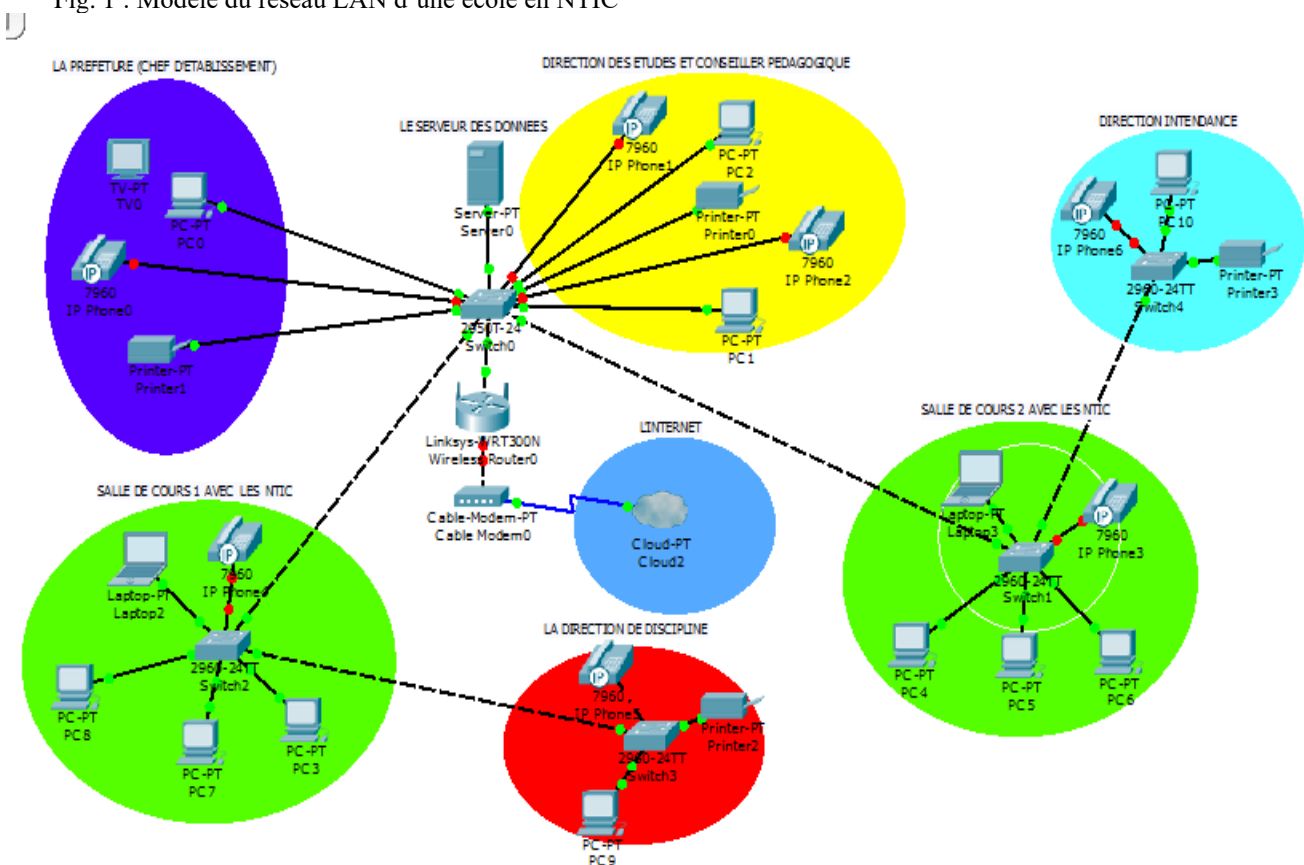 Fig. 1 : Modèle du réseau LAN d'une école en NTIC
LA PREFETURE (CHEF D'ETABLISSEMENT)
TV-PT
TV0
PC-PT
PC0
7960
IP Phone0
Printer-PT
Printer1
LE SERVEUR DES DONNEES
Server-PT
Server0
DIRECTION DES ETUDES ET CONSEILLER PEDAGOGIQUE
7960
IP Phone1
PC-PT
PC2
Printer-PT
Printer0
7960
IP Phone2
PC-PT
PC1
2950T-24
Switch0
Linksys-WRT300N
Wireless Router0
Cable-Modem-PT
Cable Modem0
L'INTERNET
Cloud-PT
Cloud2
DIRECTION INTENDANCE
PC-PT
PC10
7960
IP Phone6
Printer-PT
Printer3
2960-24TT
Switch4
SALLE DE COURS 2 AVEC LES NTIC
Laptop-PT
Laptop3
7960
IP Phone3
2960-24TT
Switch1
PC-PT
PC4
PC-PT
PC5
PC-PT
PC6
SALLE DE COURS 1 AVEC LES NTIC
Laptop-PT
Laptop2
7960
IP
2960-24TT
Switch2
PC-PT
PC8
PC-PT
PC7
PC-PT
PC3
LA DIRECTION DE DISCIPLINE
7960
IP Phone5
Printer-PT
Printer2
2960-24TT
Switch3
PC-PT
PC9